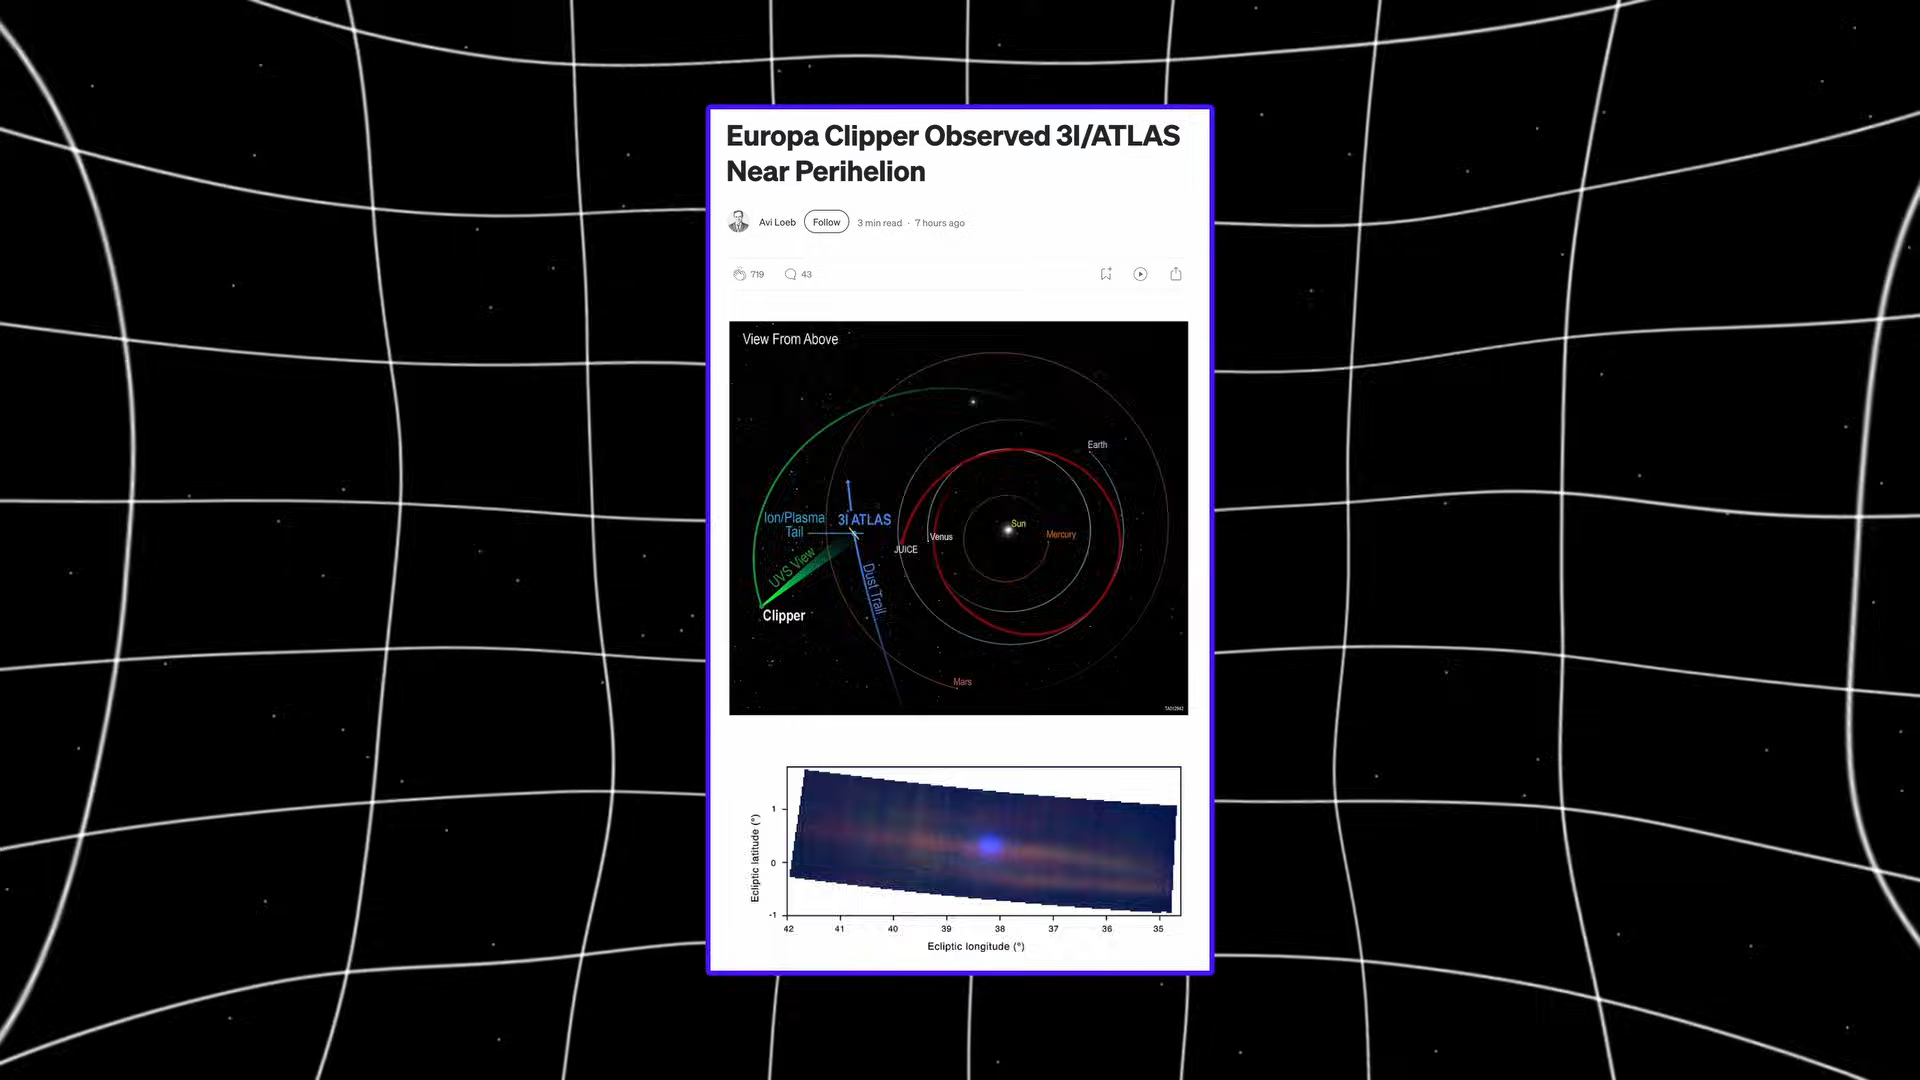 Europa Clipper Observed 3I/ATLAS
Near Perihelion
Avi Loeb Follow 3 min read · 7 hours ago
719 43
View From Above
Earth
Ion/Plasma
Tail
3I ATLAS
Sun
Venus
Mercury
JUICE
UVS View
Dust Trail
Clipper
Mars
Ecliptic latitude (°)
1
0
-1
42 41 40 39 38 37 36 35
Ecliptic longitude (°)